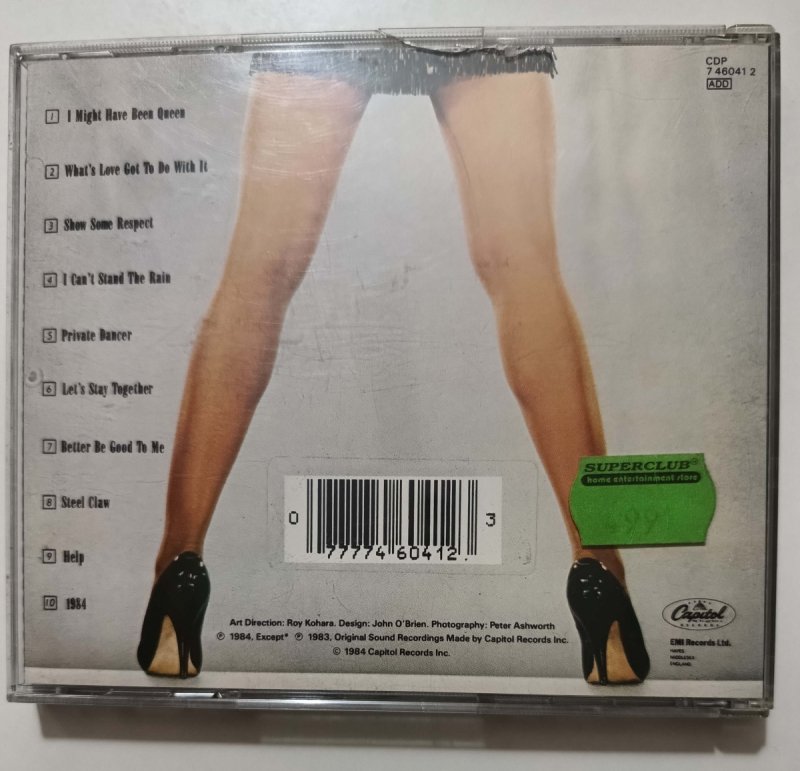 CDP
7 46041 2
ADD
1 I Might Have Been Queen
2 What's Love Got To Do With It
3 Show Some Respect
4 I Can't Stand The Rain
5 Private Dancer
6 Let's Stay Together
7 Better Be Good To Me
8 Steel Claw
9 Help
10 1984
SUPERCLUB®
home entertainment store
499
0 77774 60412 3
Art Direction: Roy Kohara. Design: John O'Brien. Photography: Peter Ashworth
℗ 1984, Except* ℗ 1983, Original Sound Recordings Made by Capitol Records Inc.
© 1984 Capitol Records Inc.
Capitol
RECORDS
EMI Records Ltd.
HAYES
MIDDLESEX
ENGLAND